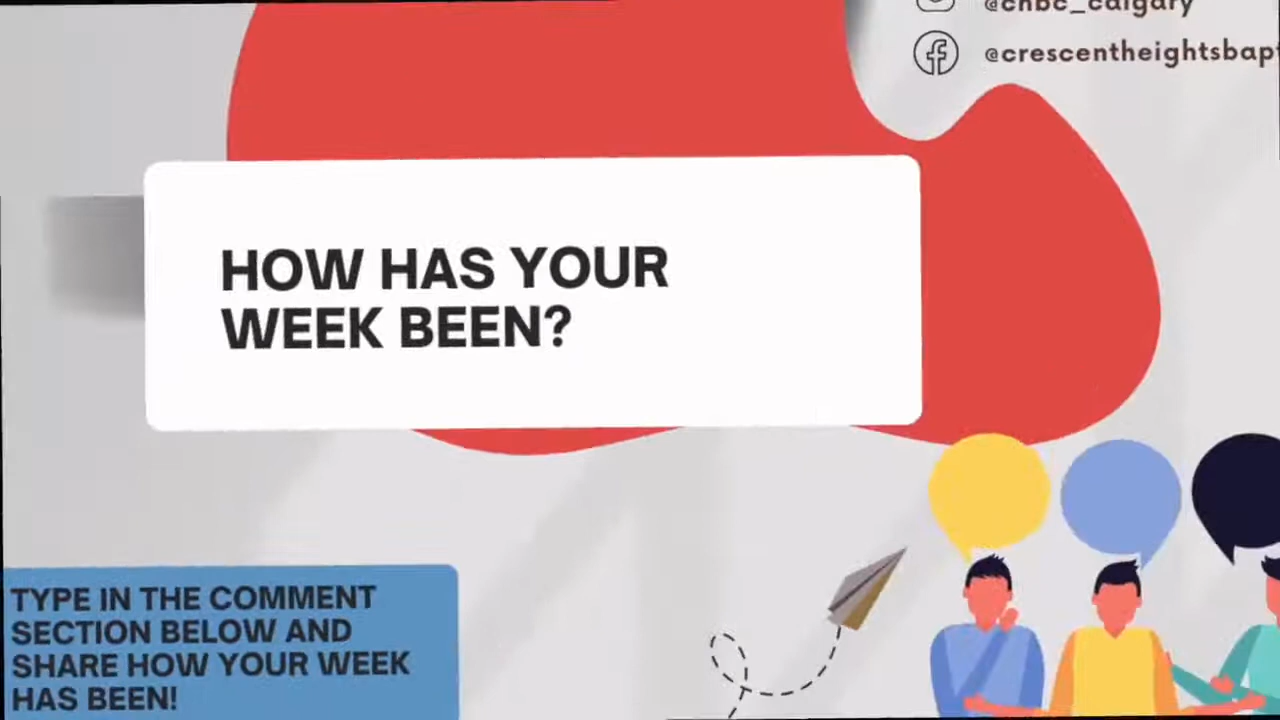 @chbc_calgary
@crescentheightsbapt
HOW HAS YOUR
WEEK BEEN?
TYPE IN THE COMMENT
SECTION BELOW AND
SHARE HOW YOUR WEEK
HAS BEEN!